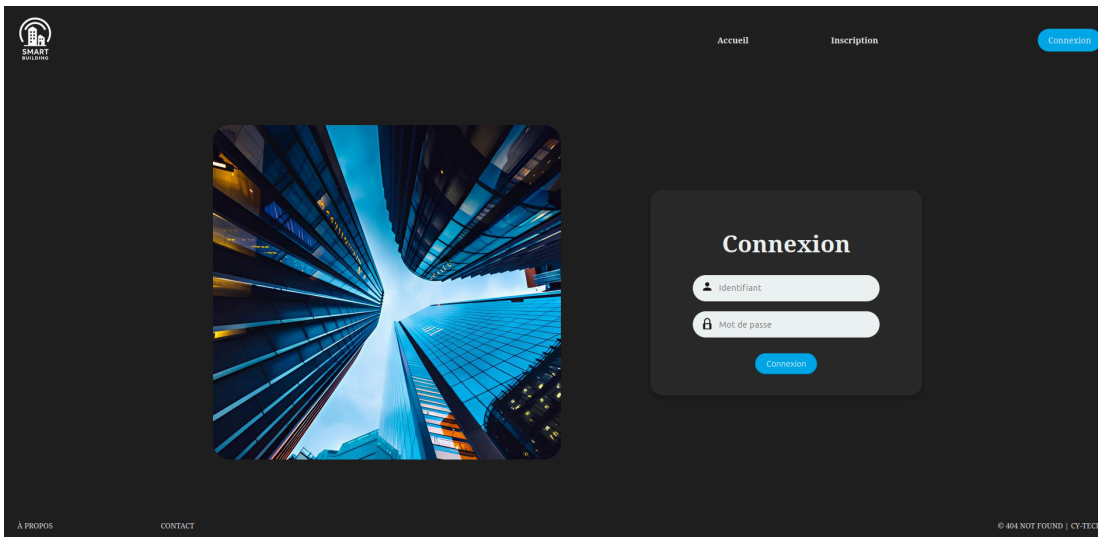 SMART
BUILDING
Accueil
Inscription
Connexion
Connexion
Identifiant
Mot de passe
Connexion
À PROPOS
CONTACT
© 404 NOT FOUND | CY-TECH